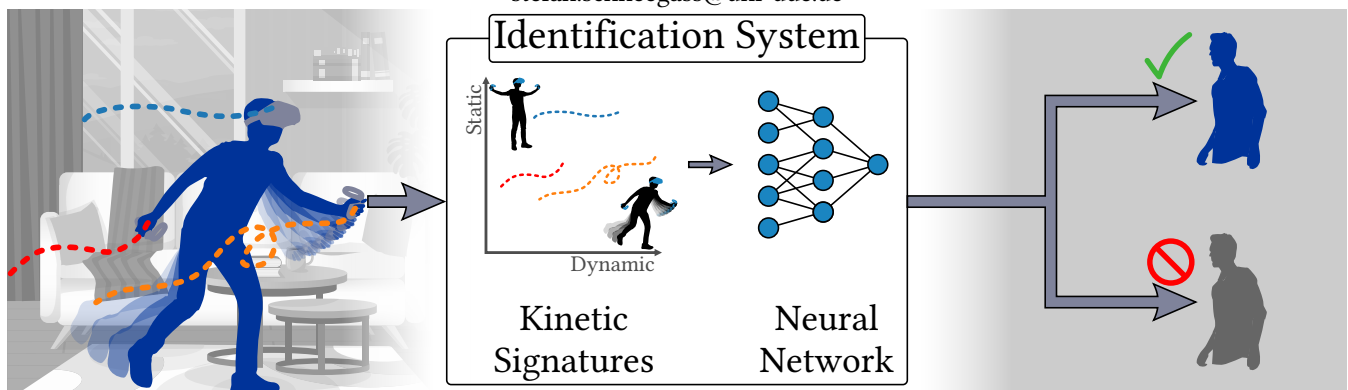 Identification System
Static
Dynamic
Kinetic
Signatures
Neural
Network